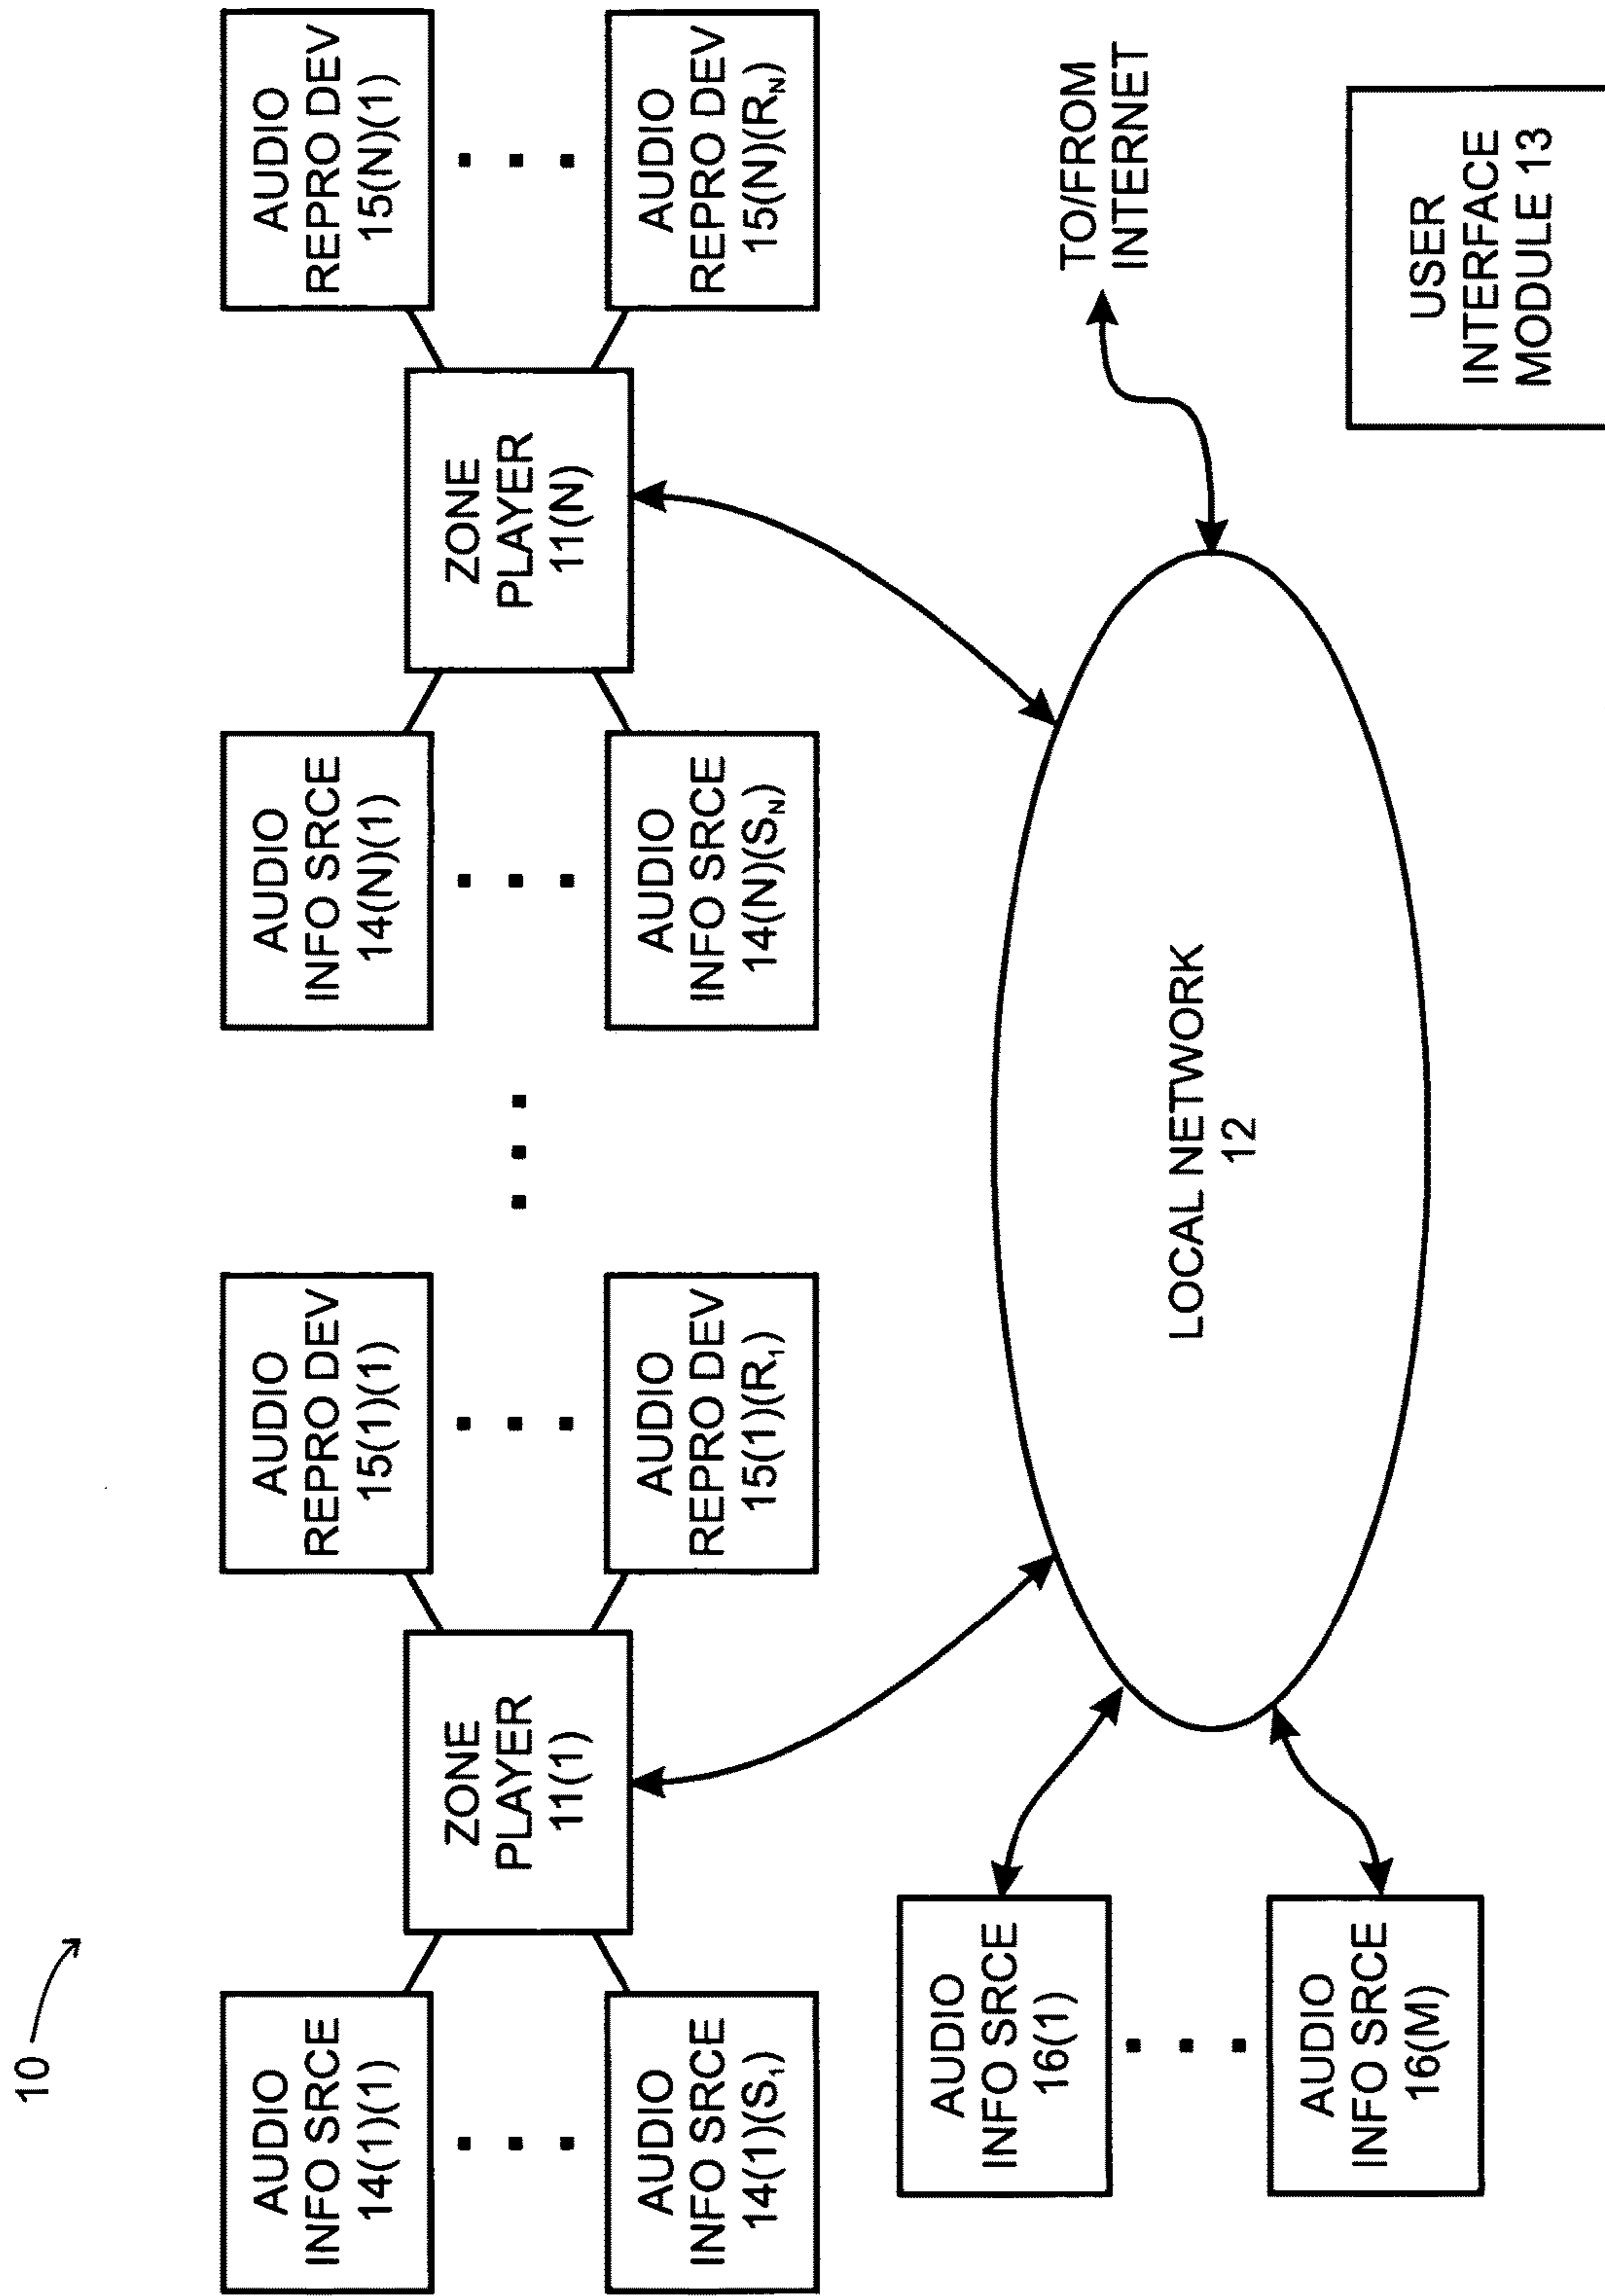 10
AUDIO
INFO SRCE
14(1)(1)
AUDIO
INFO SRCE
14(1)(S₁)
ZONE
PLAYER
11(1)
AUDIO
REPRO DEV
15(1)(1)
AUDIO
REPRO DEV
15(1)(R₁)
AUDIO
INFO SRCE
14(N)(1)
AUDIO
INFO SRCE
14(N)(S_N)
ZONE
PLAYER
11(N)
AUDIO
REPRO DEV
15(N)(1)
AUDIO
REPRO DEV
15(N)(R_N)
AUDIO
INFO SRCE
16(1)
AUDIO
INFO SRCE
16(M)
LOCAL NETWORK
12
TO/FROM
INTERNET
USER
INTERFACE
MODULE 13